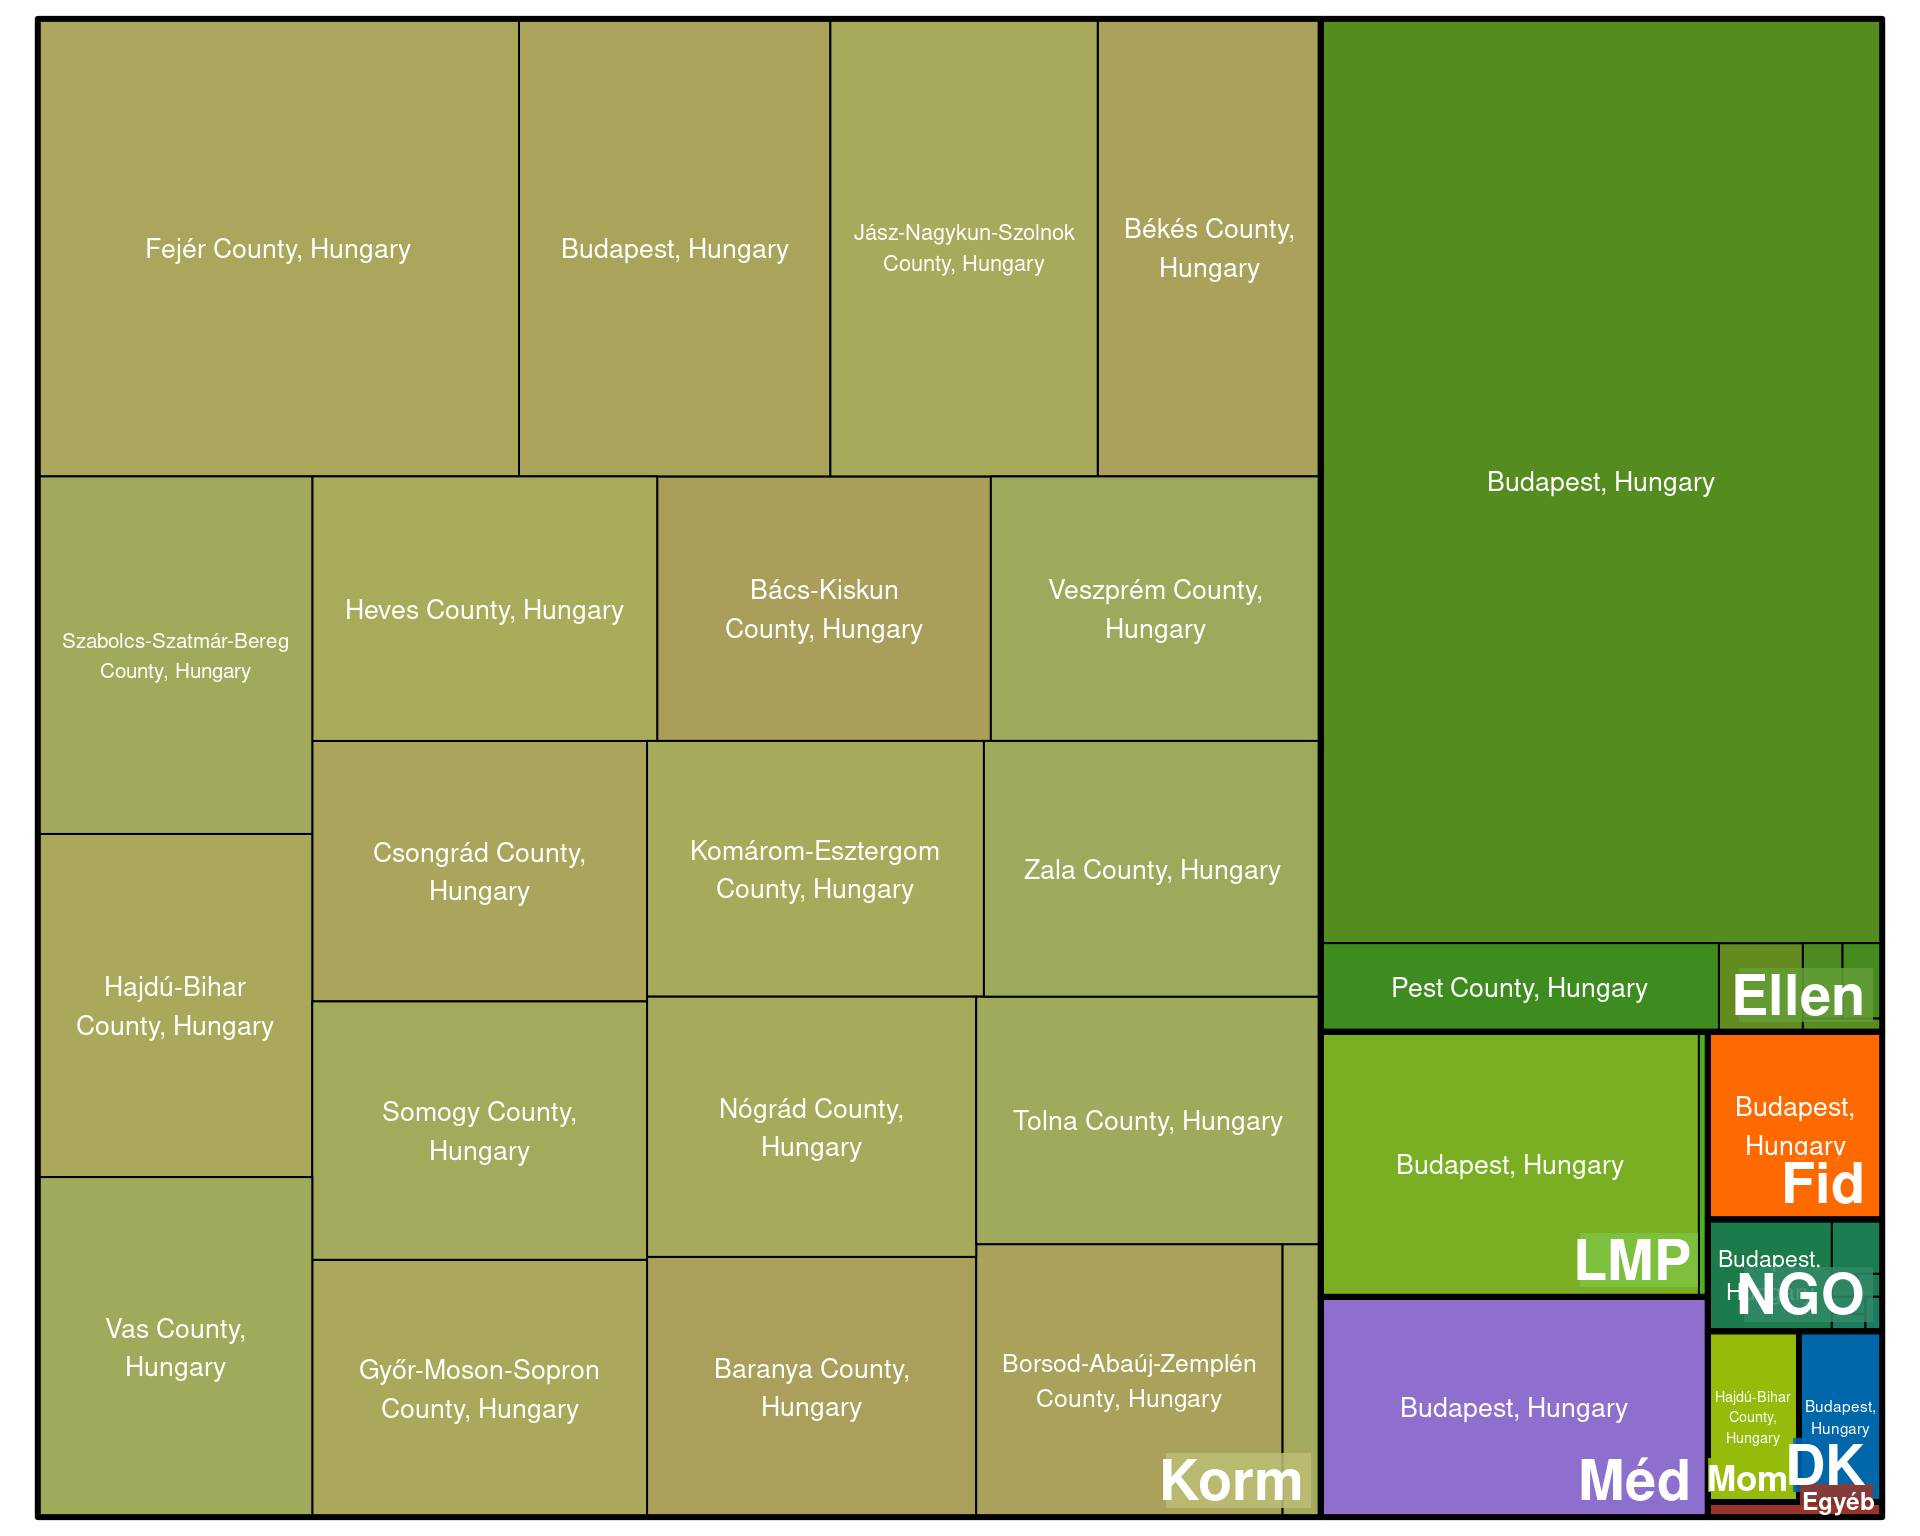 Fejér County, Hungary
Budapest, Hungary
Jász-Nagykun-Szolnok
County, Hungary
Békés County,
Hungary
Szabolcs-Szatmár-Bereg
County, Hungary
Heves County, Hungary
Bács-Kiskun
County, Hungary
Veszprém County,
Hungary
Hajdú-Bihar
County, Hungary
Csongrád County,
Hungary
Komárom-Esztergom
County, Hungary
Zala County, Hungary
Somogy County,
Hungary
Nógrád County,
Hungary
Tolna County, Hungary
Vas County,
Hungary
Győr-Moson-Sopron
County, Hungary
Baranya County,
Hungary
Borsod-Abaúj-Zemplén
County, Hungary
Korm
Budapest, Hungary
Pest County, Hungary
Ellen
Budapest, Hungary
LMP
Budapest, Hungary
Méd
Budapest,
Hungary
Fid
Budapest,
NGO
Hajdú-Bihar
County,
Hungary
Mom
Budapest,
Hungary
DK
Egyéb